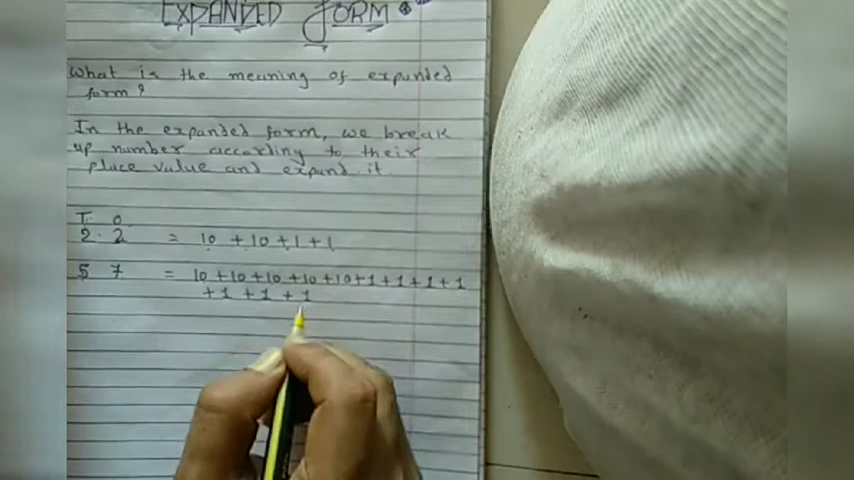 EXPANDED FORM
What is the meaning of expanded
form?
In the expanded form, we break
up number according to their
place value and expand it.
T O
2 2 = 10 + 10 + 1 + 1
5 7 = 10 + 10 + 10 + 10 + 10 + 1 + 1 + 1 + 1
+ 1 + 1 + 1